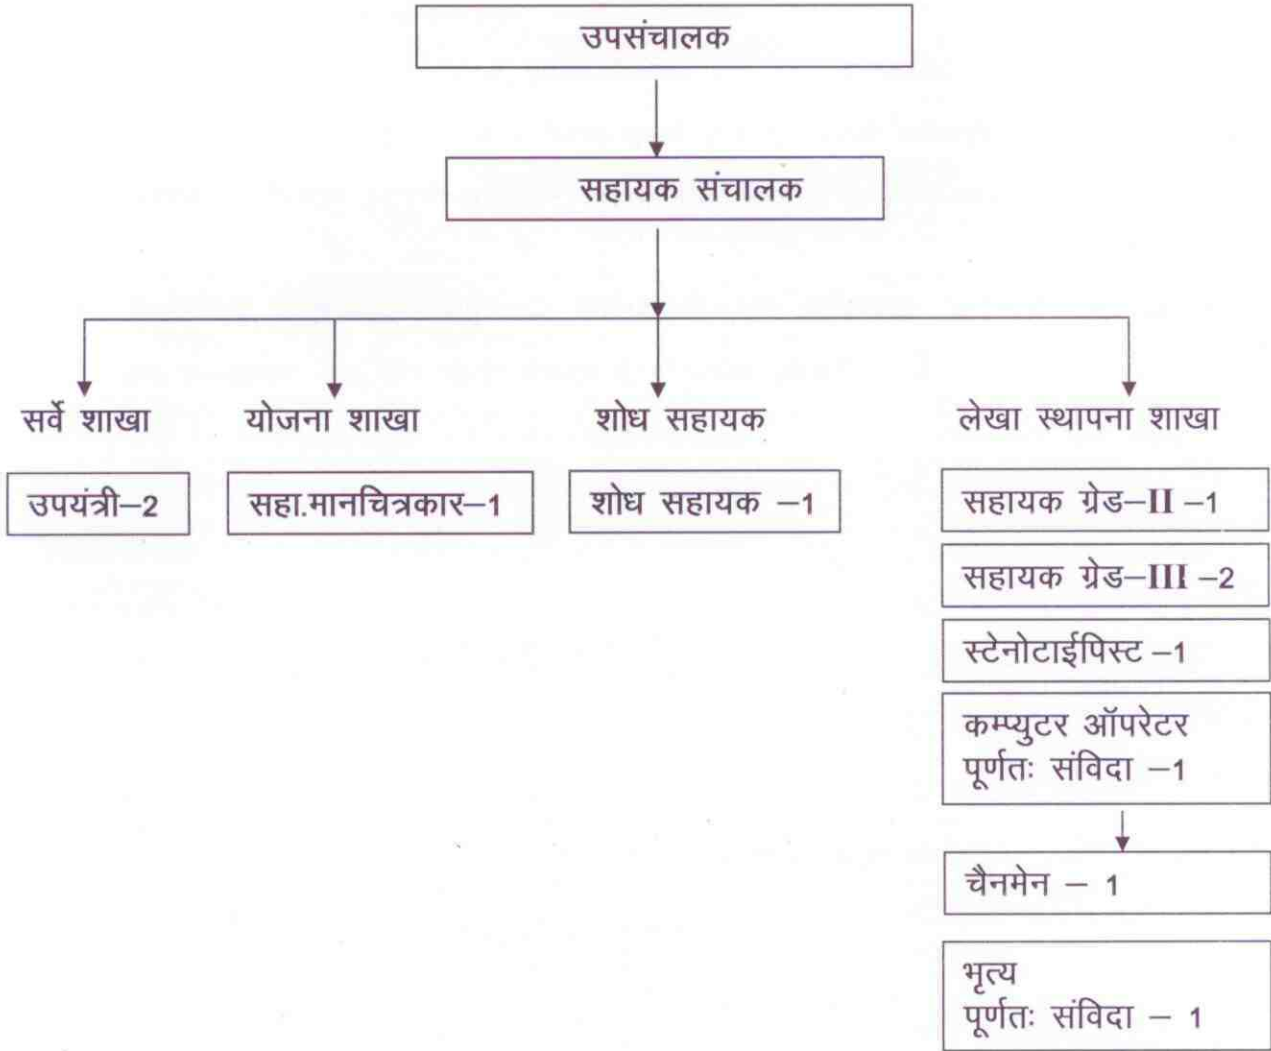 उपसंचालक
सहायक संचालक
सर्वे शाखा
उपयंत्री–2
योजना शाखा
सहा.मानचित्रकार–1
शोध सहायक
शोध सहायक –1
लेखा स्थापना शाखा
सहायक ग्रेड–II –1
सहायक ग्रेड–III –2
स्टेनोटाईपिस्ट –1
कम्प्युटर ऑपरेटर
पूर्णतः संविदा –1
चैनमेन – 1
भृत्य
पूर्णतः संविदा – 1